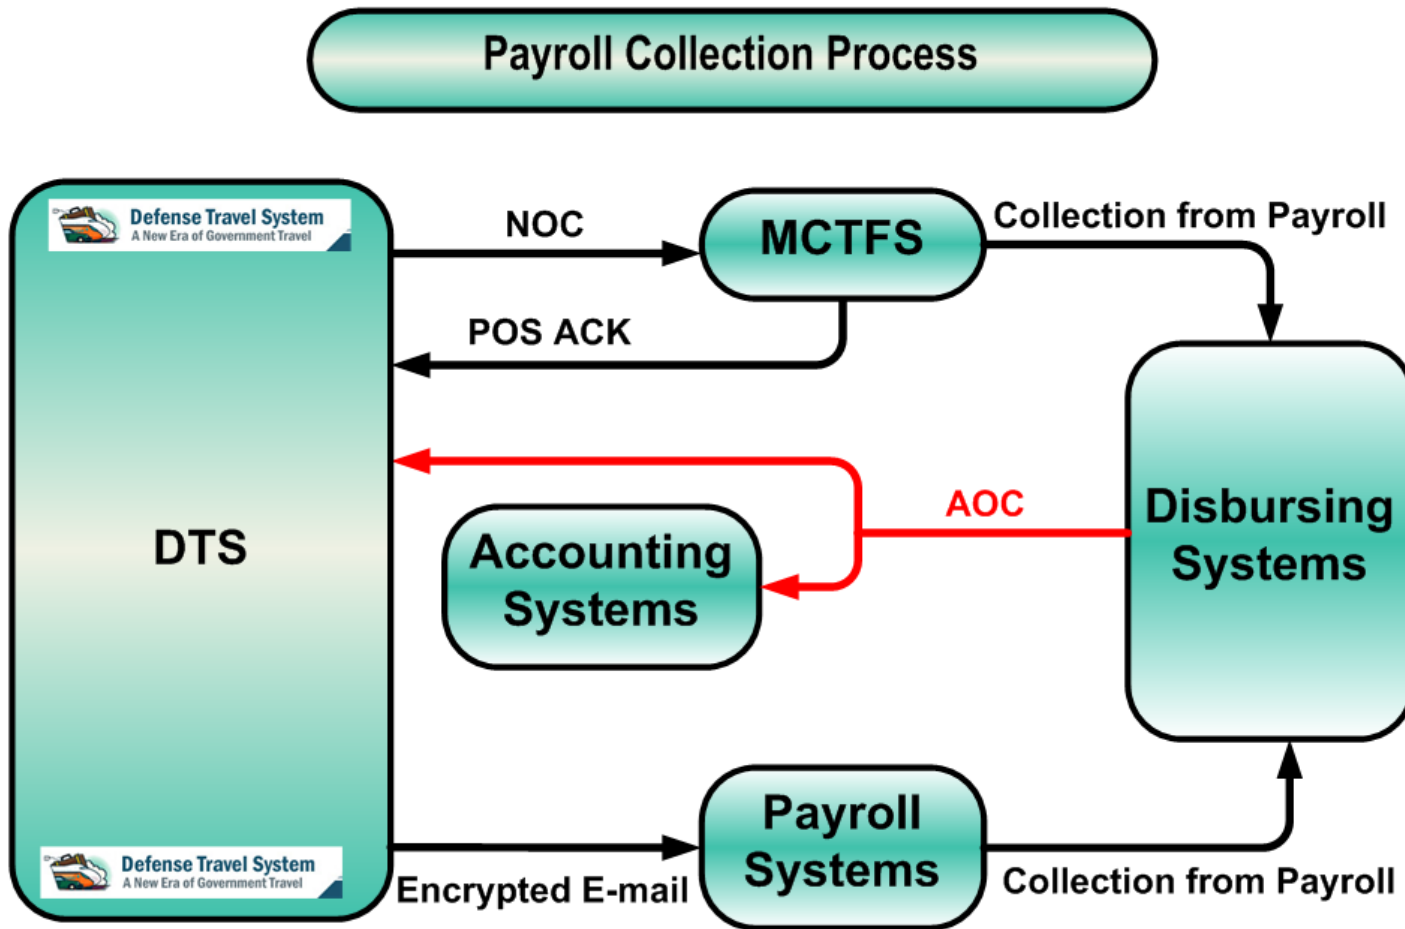 Payroll Collection Process
Defense Travel System
A New Era of Government Travel
NOC
MCTFS
Collection from Payroll
POS ACK
DTS
Accounting
Systems
AOC
Disbursing
Systems
Defense Travel System
A New Era of Government Travel
Encrypted E-mail
Payroll
Systems
Collection from Payroll